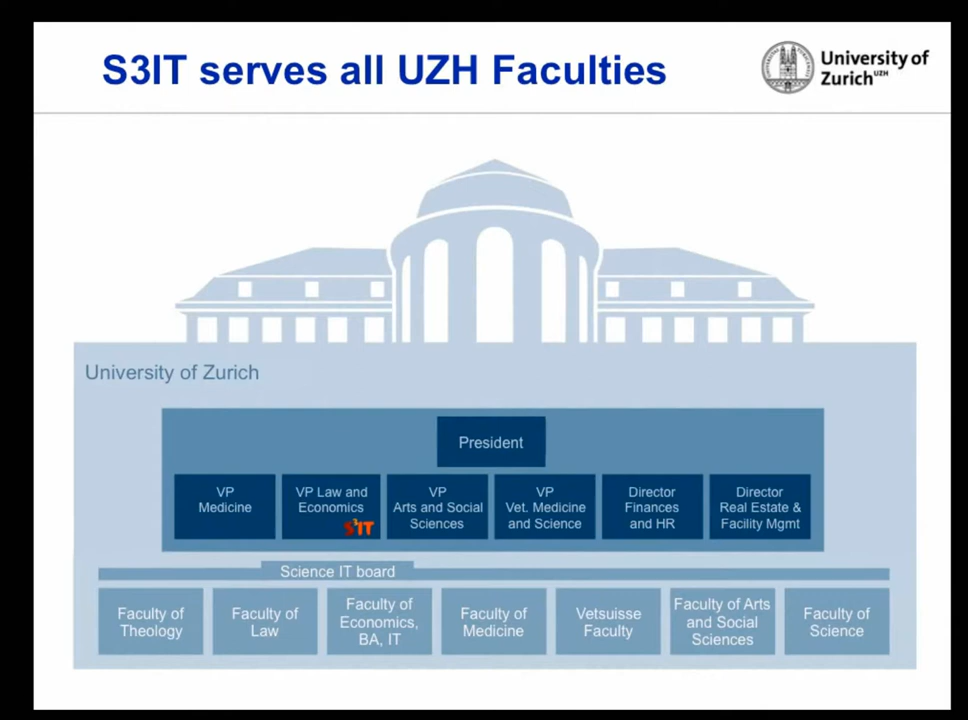 S3IT serves all UZH Faculties
University of
Zurich UZH
University of Zurich
President
VP
Medicine
VP Law and
Economics
S3IT
VP
Arts and Social
Sciences
VP
Vet. Medicine
and Science
Director
Finances
and HR
Director
Real Estate &
Facility Mgmt
Science IT board
Faculty of
Theology
Faculty of
Law
Faculty of
Economics,
BA, IT
Faculty of
Medicine
Vetsuisse
Faculty
Faculty of Arts
and Social
Sciences
Faculty of
Science